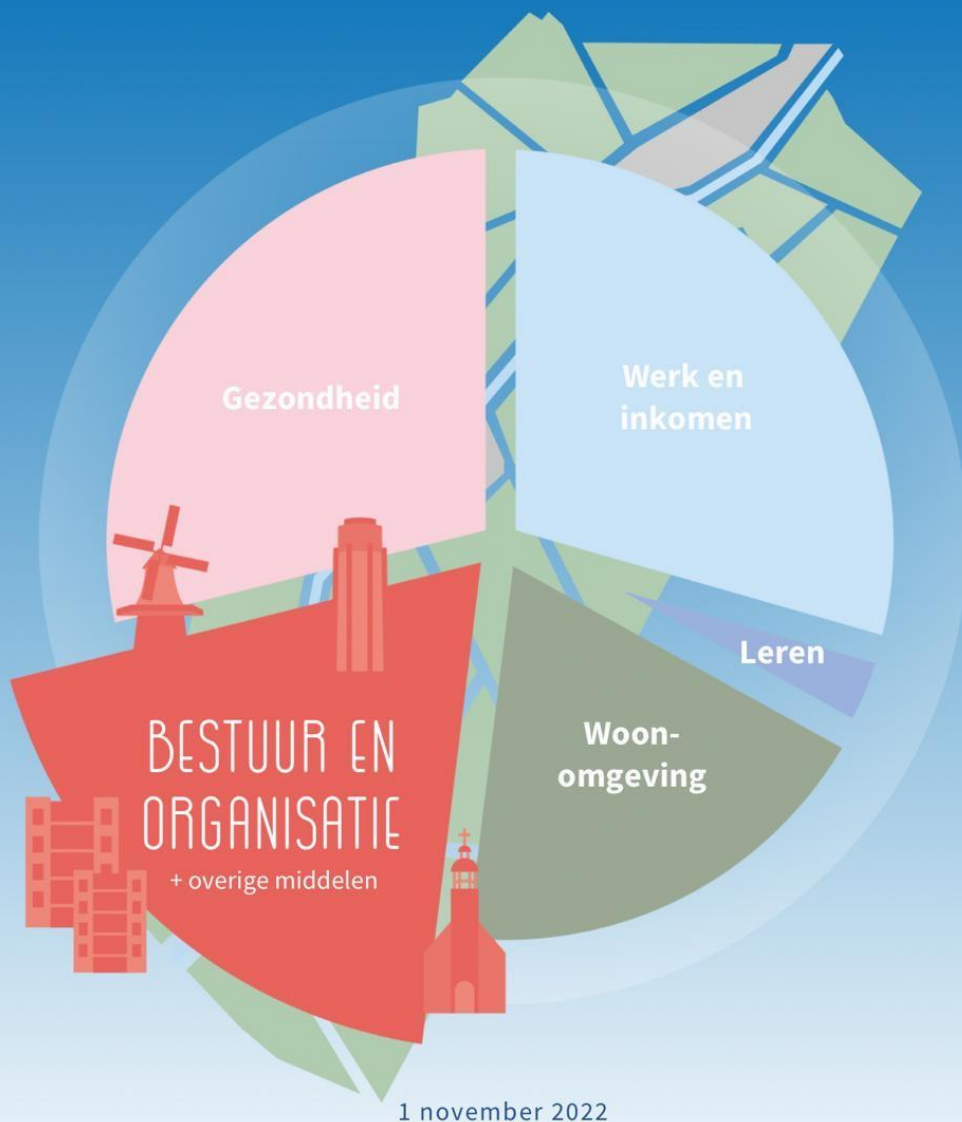 Gezondheid
Werk en
inkomen
Leren
Woon-
omgeving
BESTUUR EN
ORGANISATIE
+ overige middelen
1 november 2022